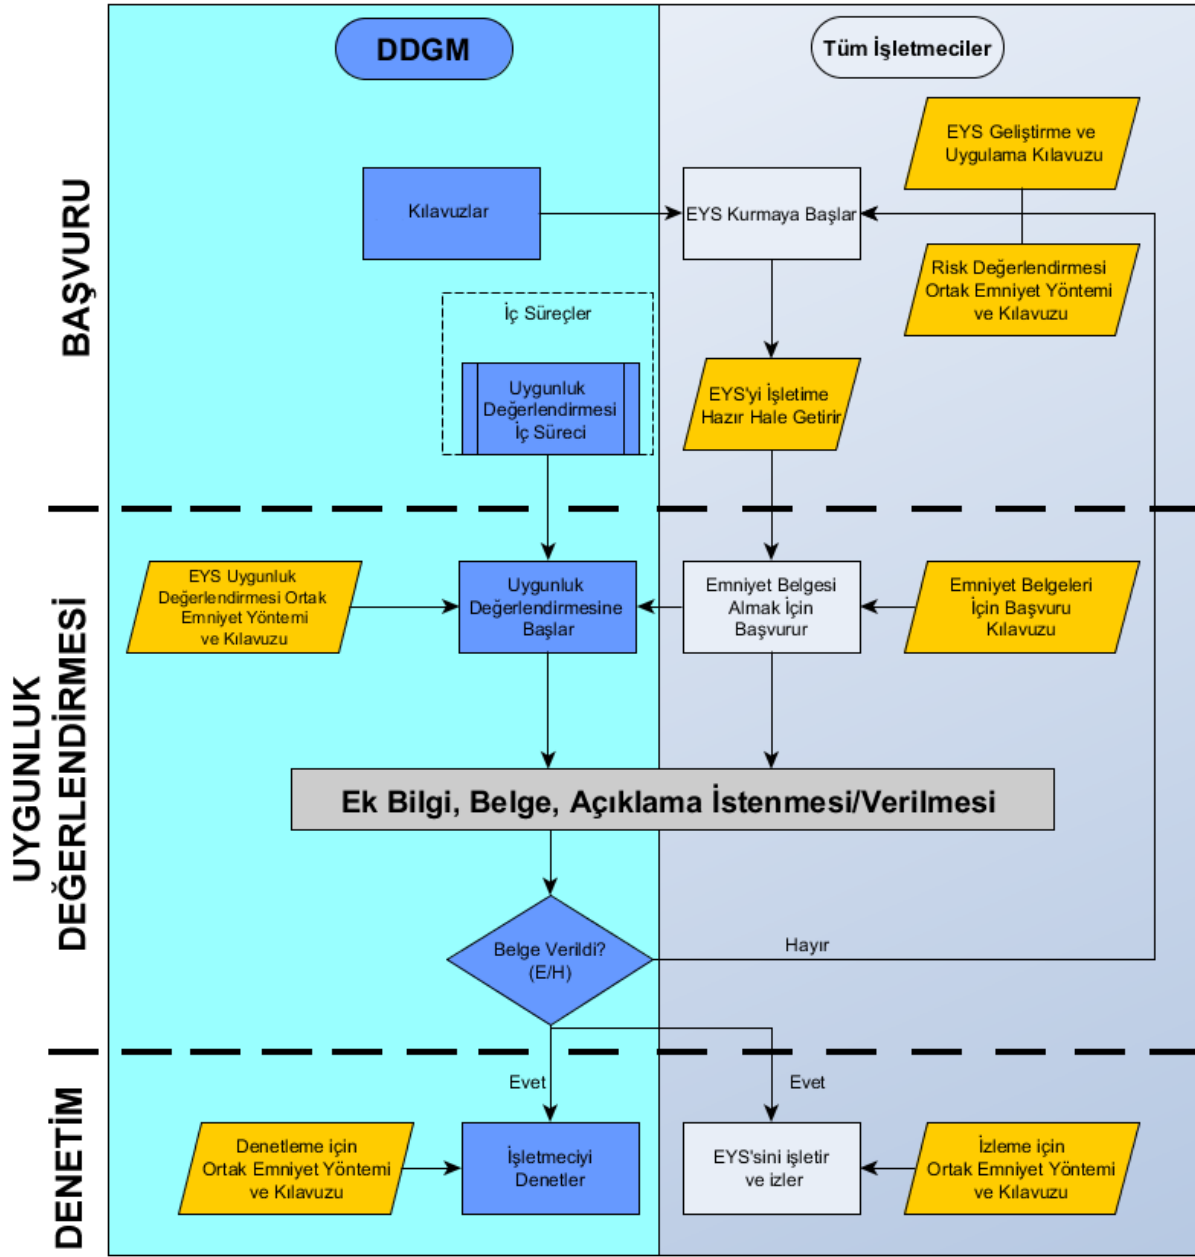 DDGM
Tüm İşletmeciler
BAŞVURU
EYS Geliştirme ve
Uygulama Kılavuzu
Kılavuzlar
EYS Kurmaya Başlar
Risk Değerlendirmesi
Ortak Emniyet Yöntemi
ve Kılavuzu
İç Süreçler
Uygunluk
Değerlendirmesi
İç Süreci
EYS'yi İşletime
Hazır Hale Getirir
UYGUNLUK
DEĞERLENDİRMESİ
EYS Uygunluk
Değerlendirmesi Ortak
Emniyet Yöntemi
ve Kılavuzu
Uygunluk
Değerlendirmesine
Başlar
Emniyet Belgesi
Almak İçin
Başvurur
Emniyet Belgeleri
İçin Başvuru
Kılavuzu
Ek Bilgi, Belge, Açıklama İstenmesi/Verilmesi
Belge Verildi?
(E/H)
Hayır
DENETİM
Evet
Evet
Denetleme için
Ortak Emniyet Yöntemi
ve Kılavuzu
İşletmeciyi
Denetler
EYS'sini işletir
ve izler
İzleme için
Ortak Emniyet Yöntemi
ve Kılavuzu